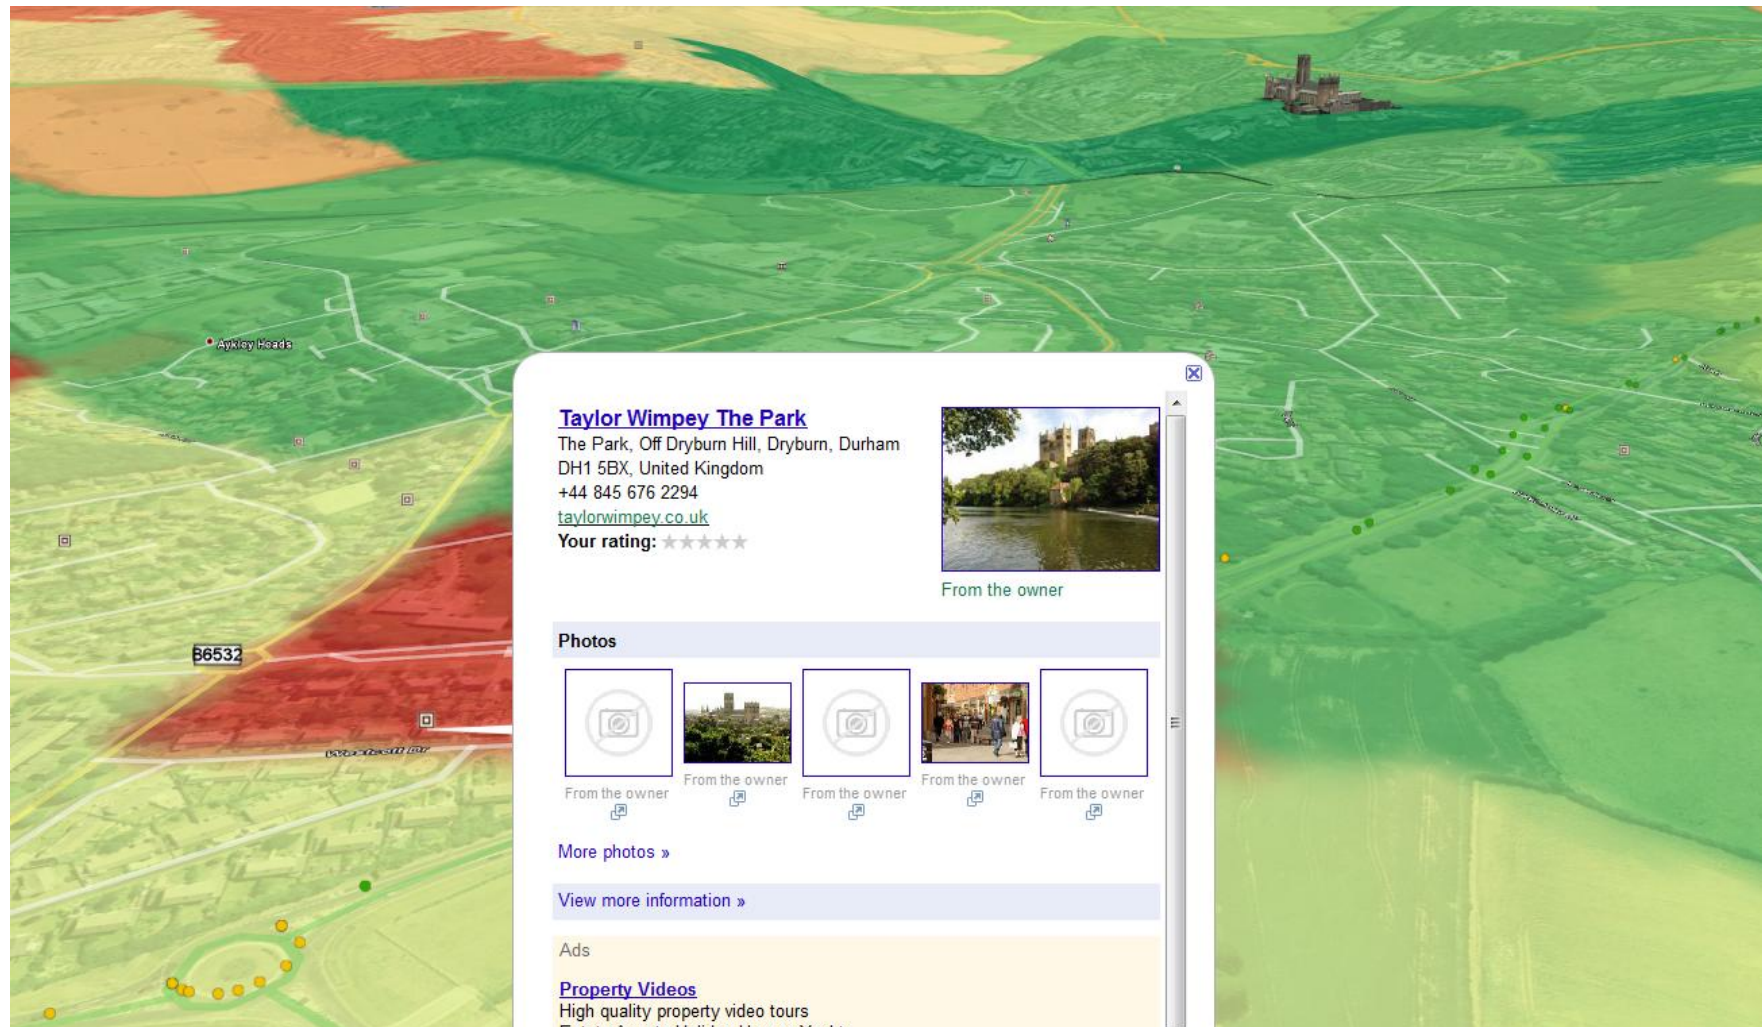 Aykley Heads
Taylor Wimpey The Park
The Park, Off Dryburn Hill, Dryburn, Durham
DH1 5BX, United Kingdom
+44 845 676 2294
taylorwimpey.co.uk
Your rating:
From the owner
Photos
B6532
Westcott Dr
From the owner
From the owner
From the owner
From the owner
From the owner
More photos »
View more information »
Ads
Property Videos
High quality property video tours